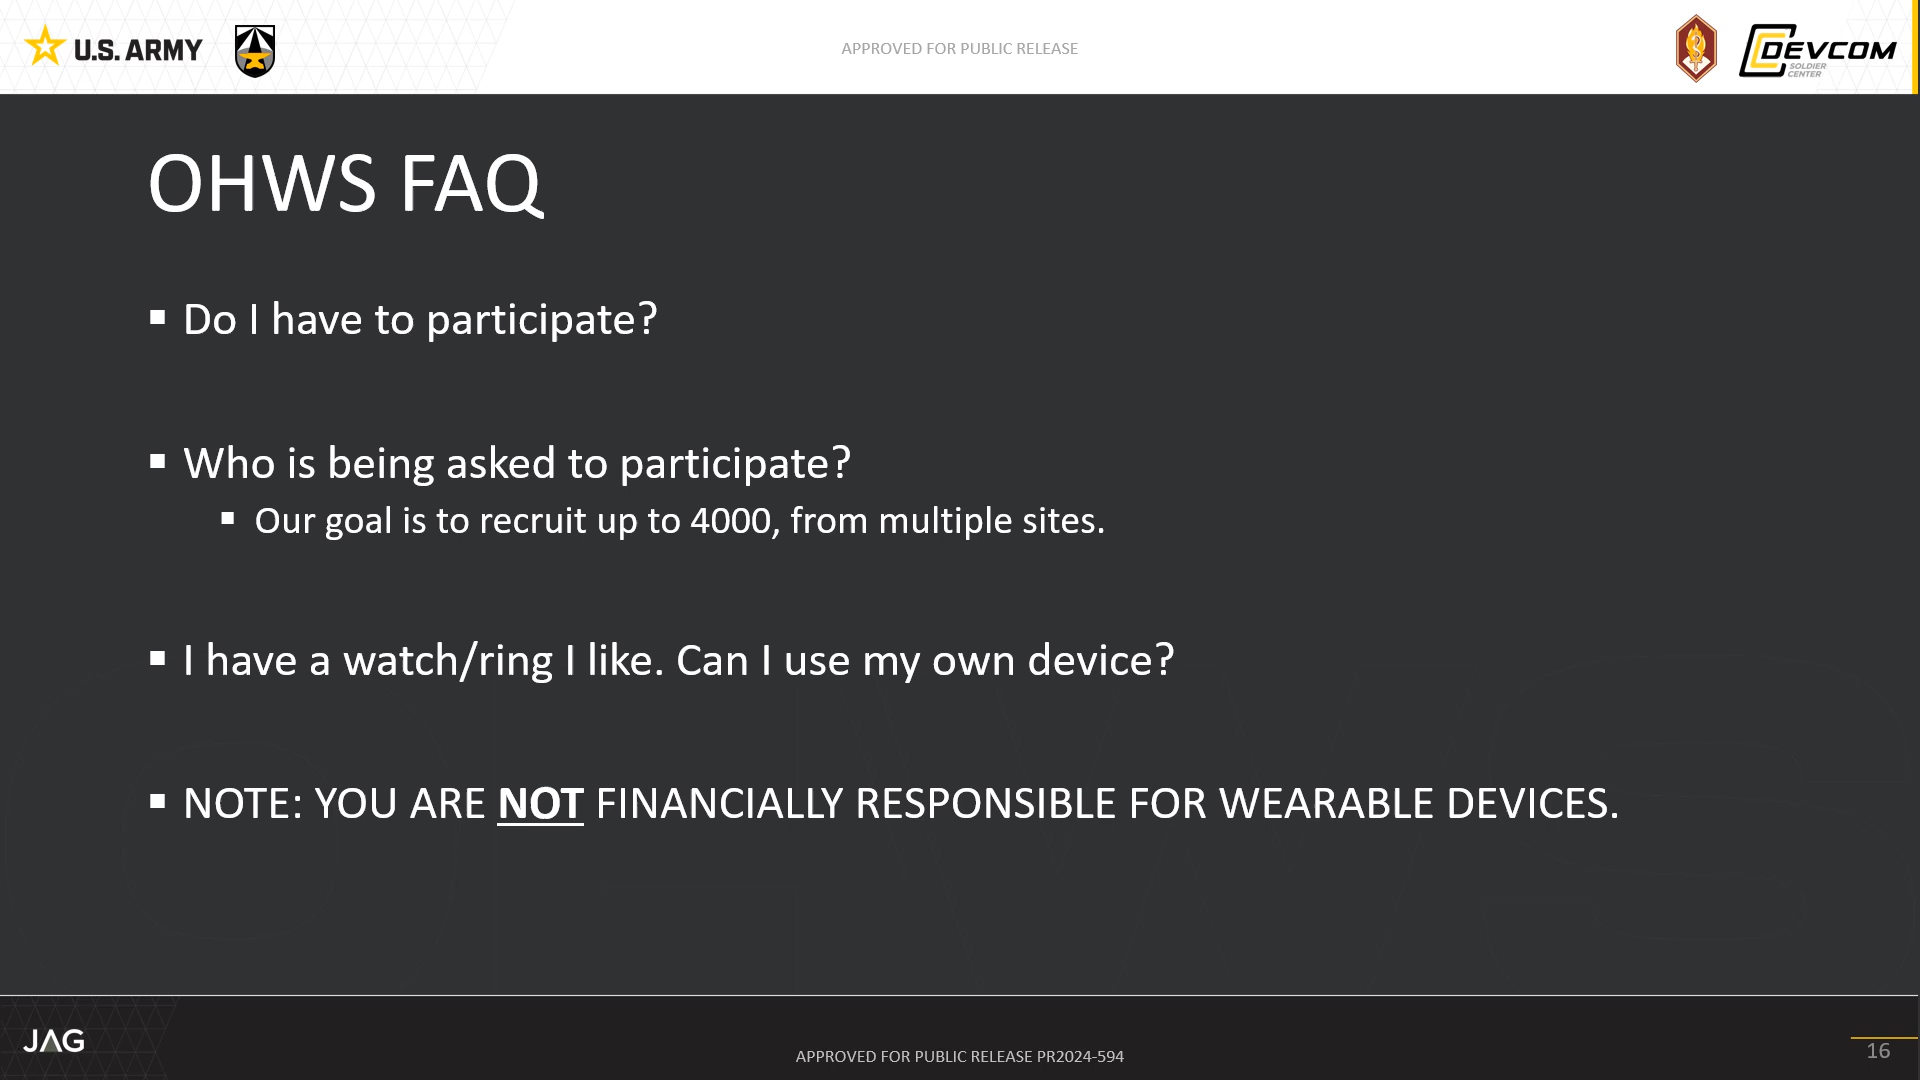 U.S. ARMY
APPROVED FOR PUBLIC RELEASE
DEVCOM
SOLDIER
CENTER
OHWS FAQ
▪ Do I have to participate?
▪ Who is being asked to participate?
▪ Our goal is to recruit up to 4000, from multiple sites.
▪ I have a watch/ring I like. Can I use my own device?
▪ NOTE: YOU ARE NOT FINANCIALLY RESPONSIBLE FOR WEARABLE DEVICES.
JAG
APPROVED FOR PUBLIC RELEASE PR2024-594
16